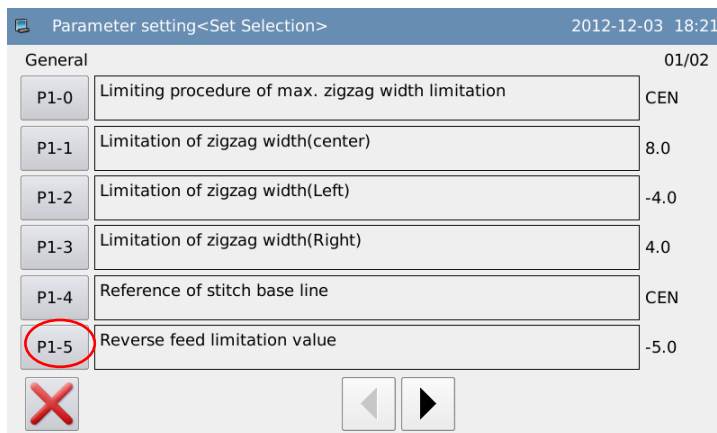 Parameter setting<Set Selection> 2012-12-03 18:21
General 01/02
P1-0 Limiting procedure of max. zigzag width limitation CEN
P1-1 Limitation of zigzag width(center) 8.0
P1-2 Limitation of zigzag width(Left) -4.0
P1-3 Limitation of zigzag width(Right) 4.0
P1-4 Reference of stitch base line CEN
P1-5 Reverse feed limitation value -5.0